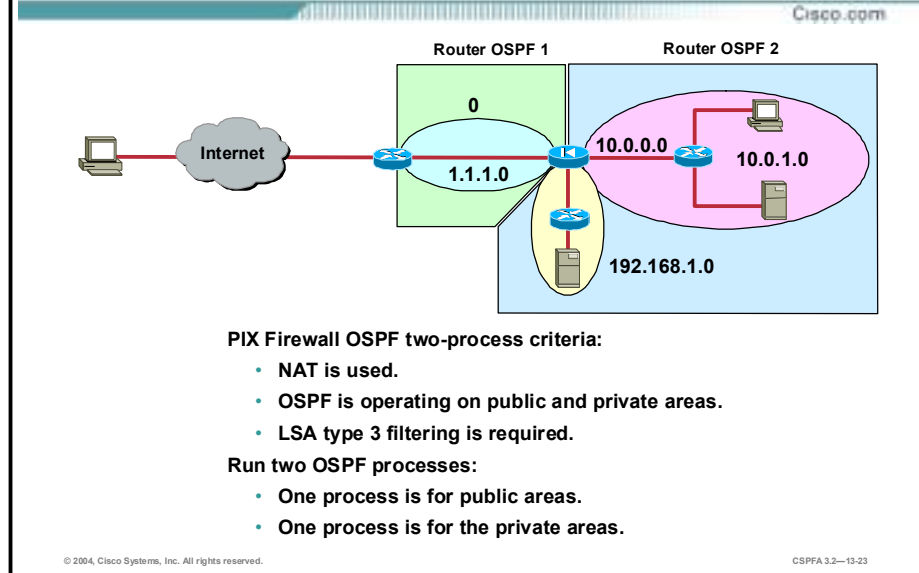 Cisco.com
Router OSPF 1
Router OSPF 2
0
Internet
1.1.1.0
10.0.0.0
10.0.1.0
192.168.1.0
PIX Firewall OSPF two-process criteria:
• NAT is used.
• OSPF is operating on public and private areas.
• LSA type 3 filtering is required.
Run two OSPF processes:
• One process is for public areas.
• One process is for the private areas.
© 2004, Cisco Systems, Inc. All rights reserved.
CSPFA 3.2—13-23